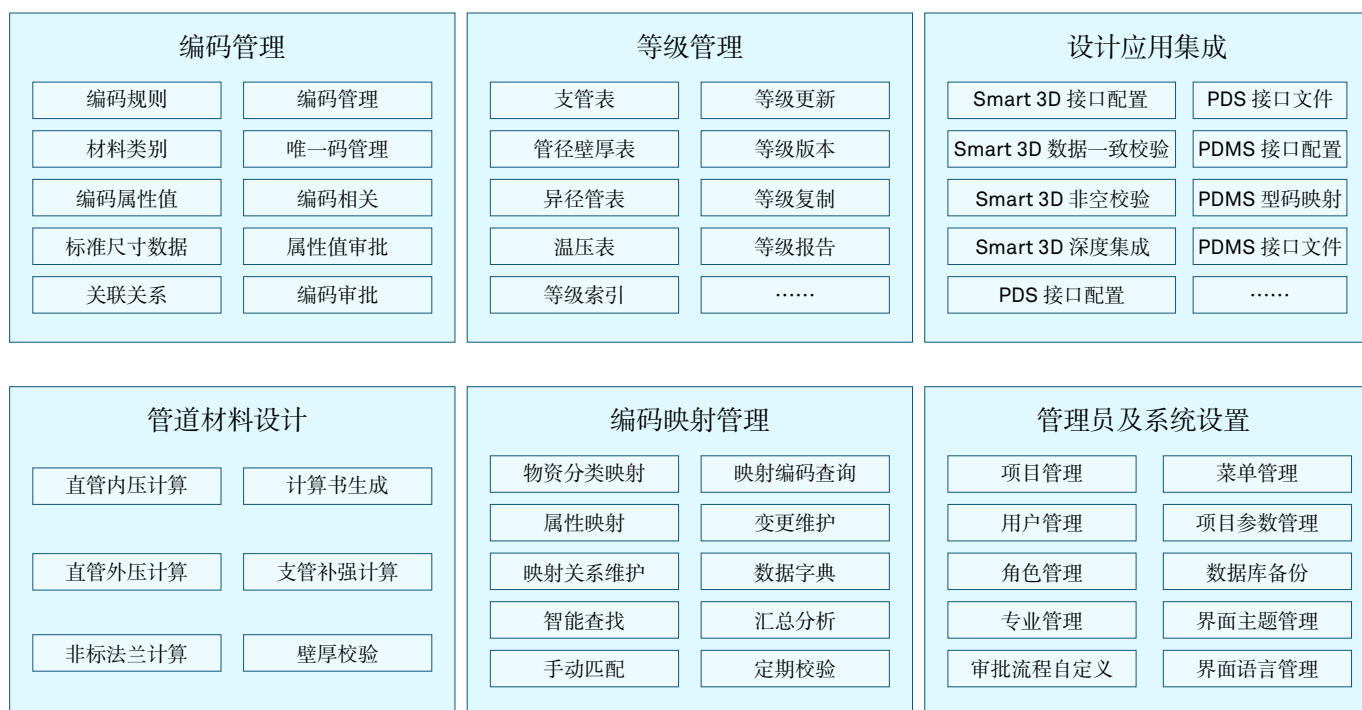 编码管理
编码规则
编码管理
材料类别
唯一码管理
编码属性值
编码相关
标准尺寸数据
属性值审批
关联关系
编码审批
等级管理
支管表
等级更新
管径壁厚表
等级版本
异径管表
等级复制
温压表
等级报告
等级索引
……
设计应用集成
Smart 3D 接口配置
PDS 接口文件
Smart 3D 数据一致校验
PDMS 接口配置
Smart 3D 非空校验
PDMS 型码映射
Smart 3D 深度集成
PDMS 接口文件
PDS 接口配置
……
管道材料设计
直管内压计算
计算书生成
直管外压计算
支管补强计算
非标法兰计算
壁厚校验
编码映射管理
物资分类映射
映射编码查询
属性映射
变更维护
映射关系维护
数据字典
智能查找
汇总分析
手动匹配
定期校验
管理员及系统设置
项目管理
菜单管理
用户管理
项目参数管理
角色管理
数据库备份
专业管理
界面主题管理
审批流程自定义
界面语言管理